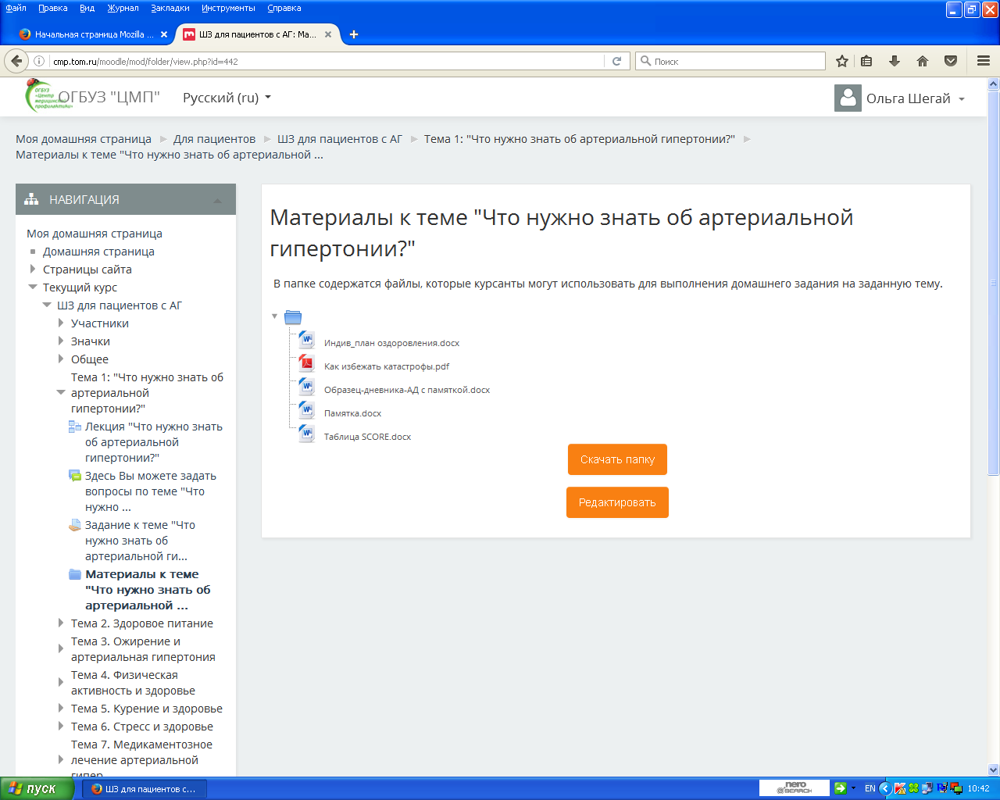 Файл Правка Вид Журнал Закладки Инструменты Справка
Начальная страница Mozilla ...
ШЗ для пациентов с АГ: Ма...
cmp.tom.ru/moodle/mod/folder/view.php?id=442
Поиск
ОГБУЗ "ЦМП"
Русский (ru)
Ольга Шегай
Моя домашняя страница Для пациентов ШЗ для пациентов с АГ Тема 1: "Что нужно знать об артериальной гипертонии?"
Материалы к теме "Что нужно знать об артериальной ...
НАВИГАЦИЯ
Моя домашняя страница
Домашняя страница
Страницы сайта
Текущий курс
ШЗ для пациентов с АГ
Участники
Значки
Общее
Тема 1: "Что нужно знать об
артериальной
гипертонии?"
Лекция "Что нужно знать
об артериальной
гипертонии?"
Здесь Вы можете задать
вопросы по теме "Что
нужно ...
Задание к теме "Что
нужно знать об
артериальной ги...
Материалы к теме
"Что нужно знать об
артериальной ...
Тема 2. Здоровое питание
Тема 3. Ожирение и
артериальная гипертония
Тема 4. Физическая
активность и здоровье
Тема 5. Курение и здоровье
Тема 6. Стресс и здоровье
Тема 7. Медикаментозное
лечение артериальной
гипер
Материалы к теме "Что нужно знать об артериальной
гипертонии?"
В папке содержатся файлы, которые курсанты могут использовать для выполнения домашнего задания на заданную тему.
Индив_план оздоровления.docx
Как избежать катастрофы.pdf
Образец-дневника-АД с памяткой.docx
Памятка.docx
Таблица SCORE.docx
Скачать папку
Редактировать
пуск
ШЗ для пациентов с...
nero
SEARCH
EN
10:42